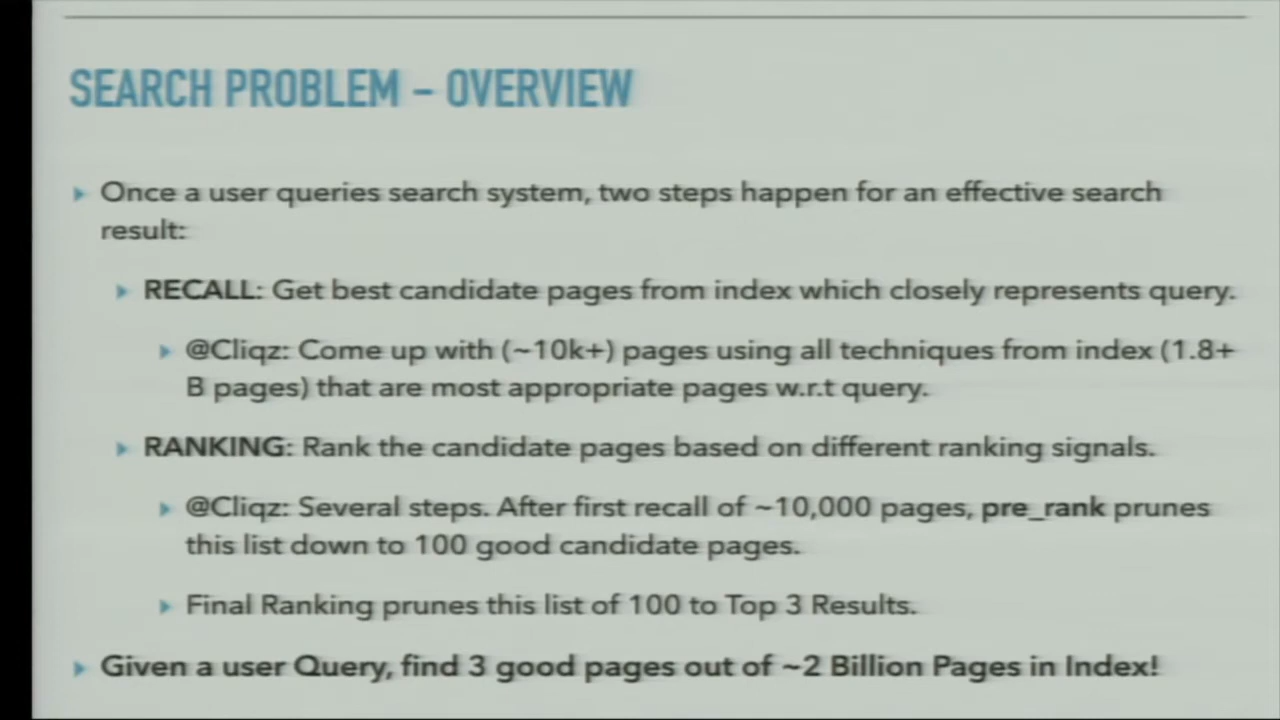 SEARCH PROBLEM – OVERVIEW
Once a user queries search system, two steps happen for an effective search
result:
RECALL: Get best candidate pages from index which closely represents query.
@Cliqz: Come up with (~10k+) pages using all techniques from index (1.8+
B pages) that are most appropriate pages w.r.t query.
RANKING: Rank the candidate pages based on different ranking signals.
@Cliqz: Several steps. After first recall of ~10,000 pages, pre_rank prunes
this list down to 100 good candidate pages.
Final Ranking prunes this list of 100 to Top 3 Results.
Given a user Query, find 3 good pages out of ~2 Billion Pages in Index!